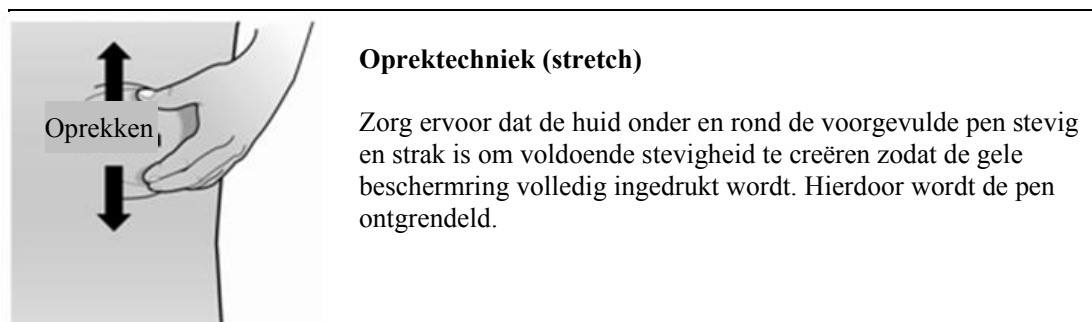 Oprekken
Oprektechniek (stretch)
Zorg ervoor dat de huid onder en rond de voorgevulde pen stevig
en strak is om voldoende stevigheid te creëren zodat de gele
beschermring volledig ingedrukt wordt. Hierdoor wordt de pen
ontgrendeld.